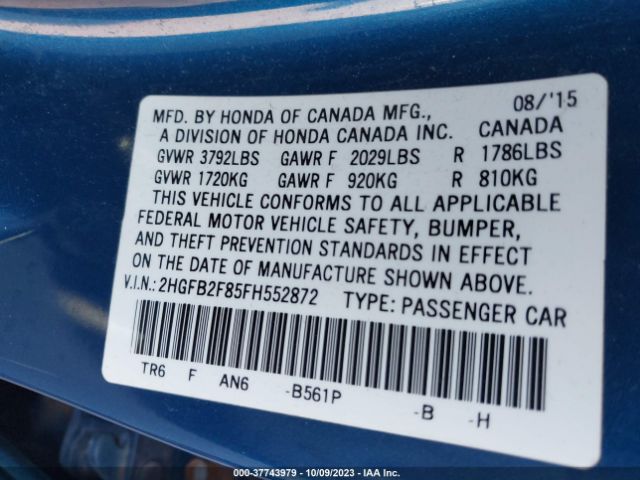 08/'15
MFD. BY HONDA OF CANADA MFG.,
A DIVISION OF HONDA CANADA INC. CANADA
GVWR 3792LBS GAWR F 2029LBS R 1786LBS
GVWR 1720KG GAWR F 920KG R 810KG
THIS VEHICLE CONFORMS TO ALL APPLICABLE
FEDERAL MOTOR VEHICLE SAFETY, BUMPER,
AND THEFT PREVENTION STANDARDS IN EFFECT
ON THE DATE OF MANUFACTURE SHOWN ABOVE.
V.I.N.: 2HGFB2F85FH552872 TYPE: PASSENGER CAR
TR6 F AN6 -B561P -B -H
000-37743979 - 10/09/2023 - IAA Inc.